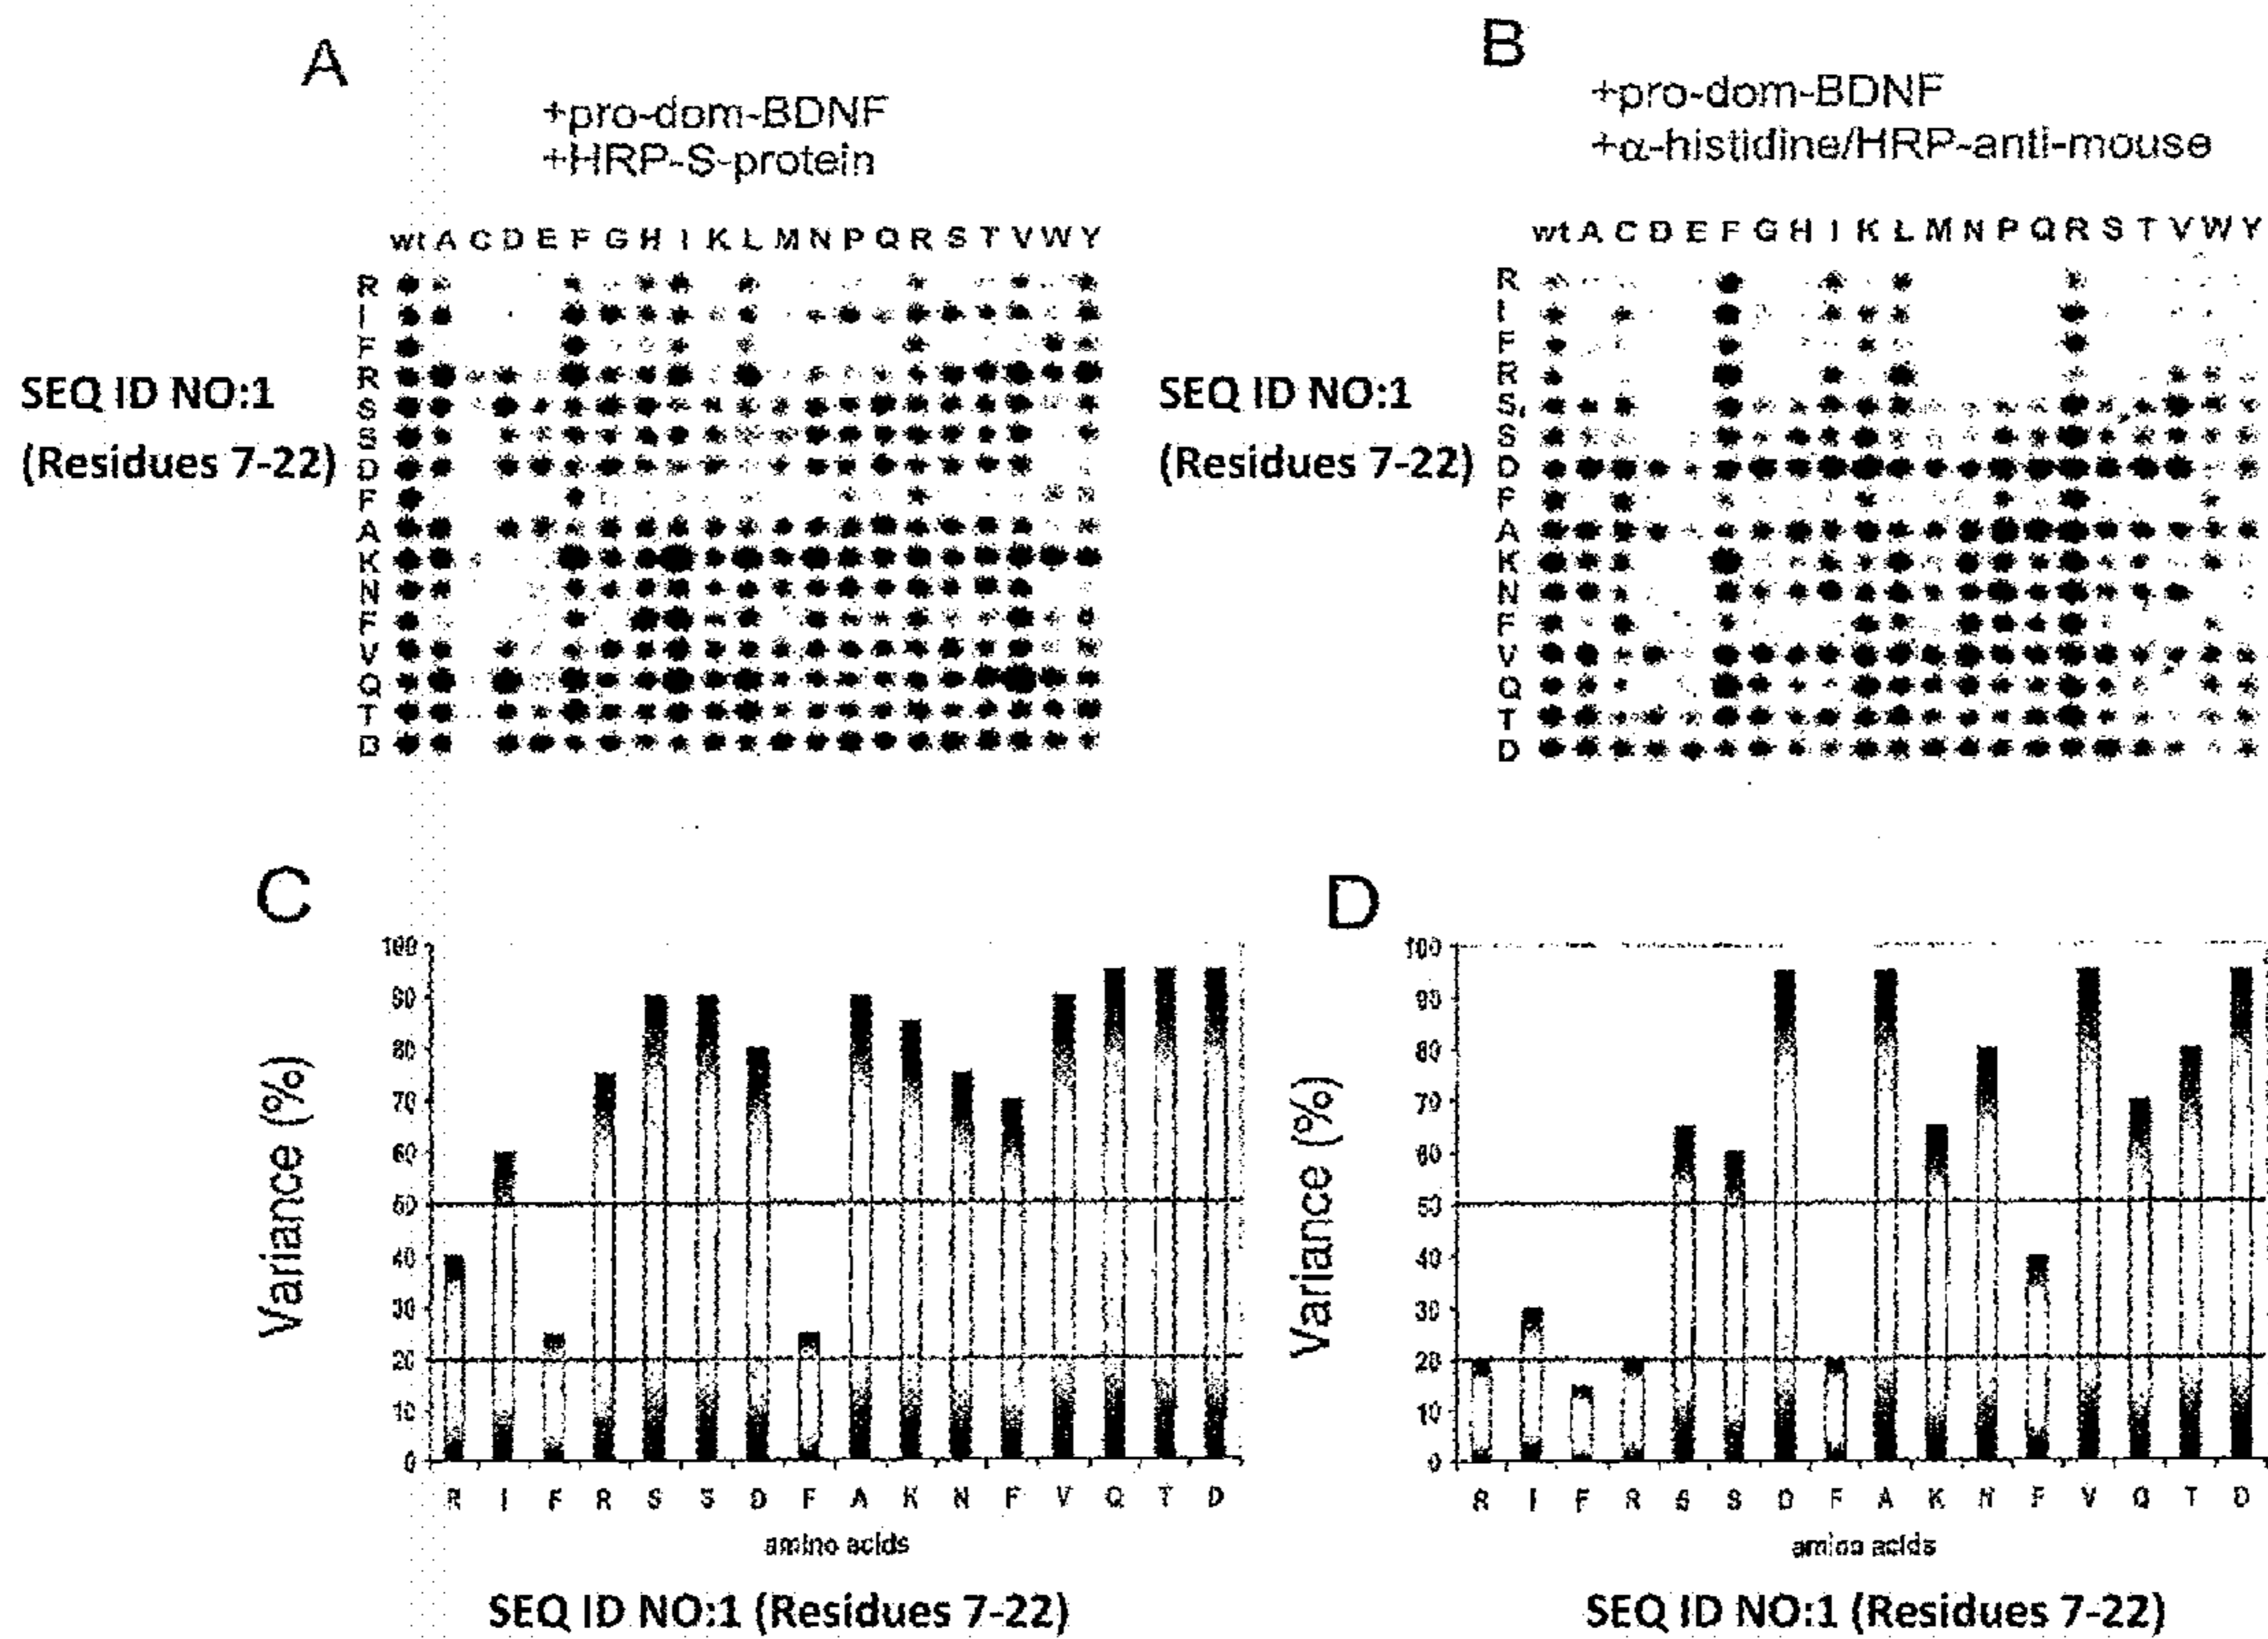 A
+pro-dom-BDNF
+HRP-S-protein
wt A C D E F G H I K L M N P Q R S T V W Y
R
I
F
R
S
S
D
F
A
K
N
F
V
Q
T
D
SEQ ID NO:1
(Residues 7-22)
B
+pro-dom-BDNF
+α-histidine/HRP-anti-mouse
wt A C D E F G H I K L M N P Q R S T V W Y
R
I
F
R
S
S
D
F
A
K
N
F
V
Q
T
D
SEQ ID NO:1
(Residues 7-22)
C
Variance (%)
100
90
80
70
60
50
40
30
20
10
0
R I F R S S D F A K N F V Q T D
amino acids
SEQ ID NO:1 (Residues 7-22)
D
Variance (%)
100
90
80
70
60
50
40
30
20
10
0
R I F R S S D F A K N F V Q T D
amino acids
SEQ ID NO:1 (Residues 7-22)